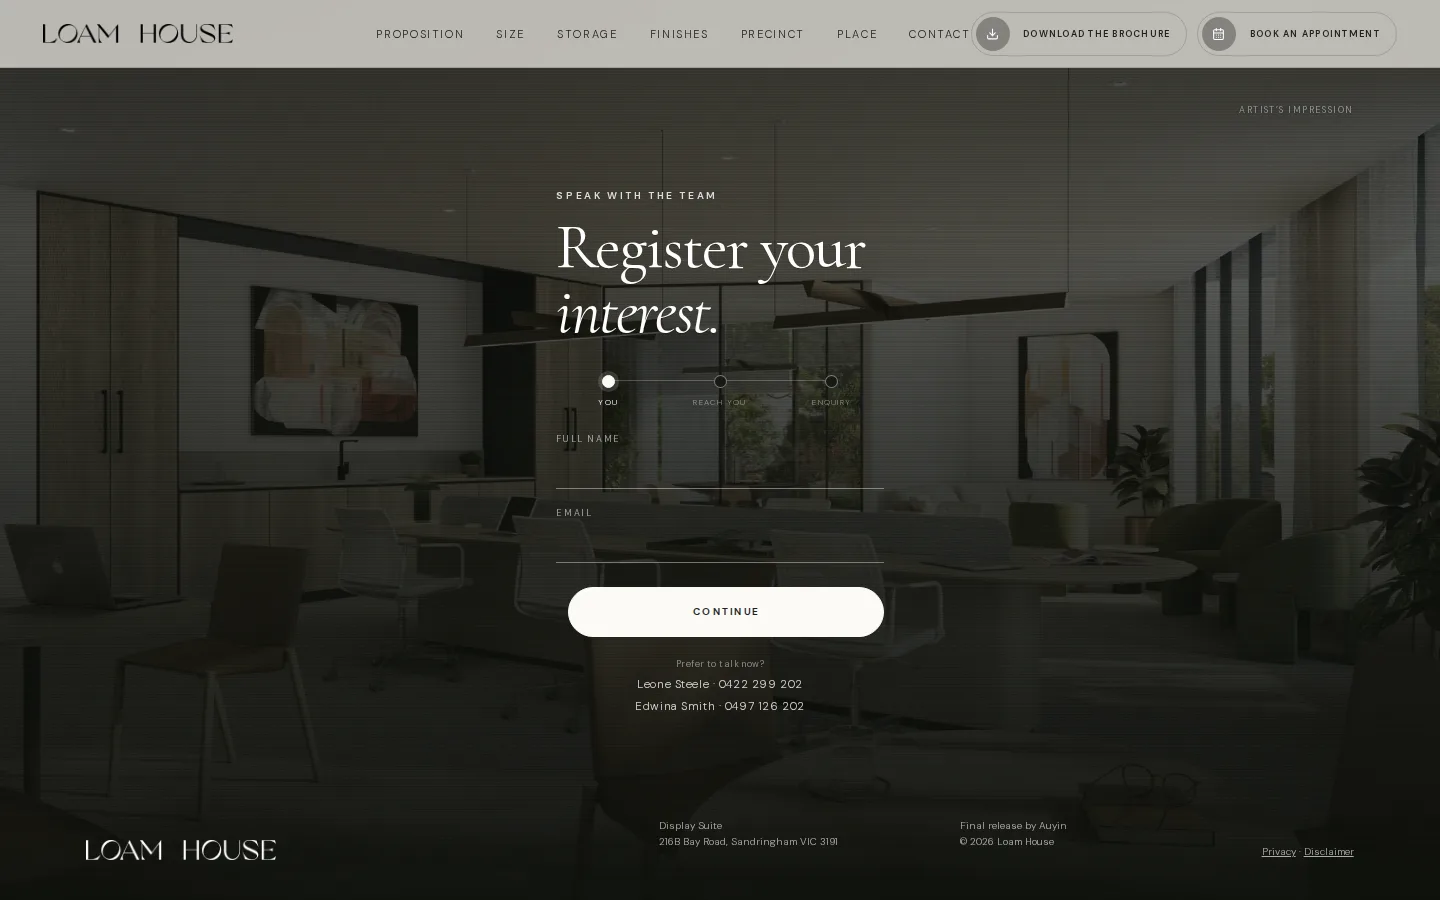 LOAM HOUSE
PROPOSITION
SIZE
STORAGE
FINISHES
PRECINCT
PLACE
CONTACT
DOWNLOAD THE BROCHURE
BOOK AN APPOINTMENT
ARTIST'S IMPRESSION
SPEAK WITH THE TEAM
Register your
interest.
YOU
REACH YOU
ENQUIRY
FULL NAME
EMAIL
CONTINUE
Prefer to talk now?
Leone Steele · 0422 299 202
Edwina Smith · 0497 126 202
LOAM HOUSE
Display Suite
216B Bay Road, Sandringham VIC 3191
Final release by Auyin
© 2026 Loam House
Privacy · Disclaimer